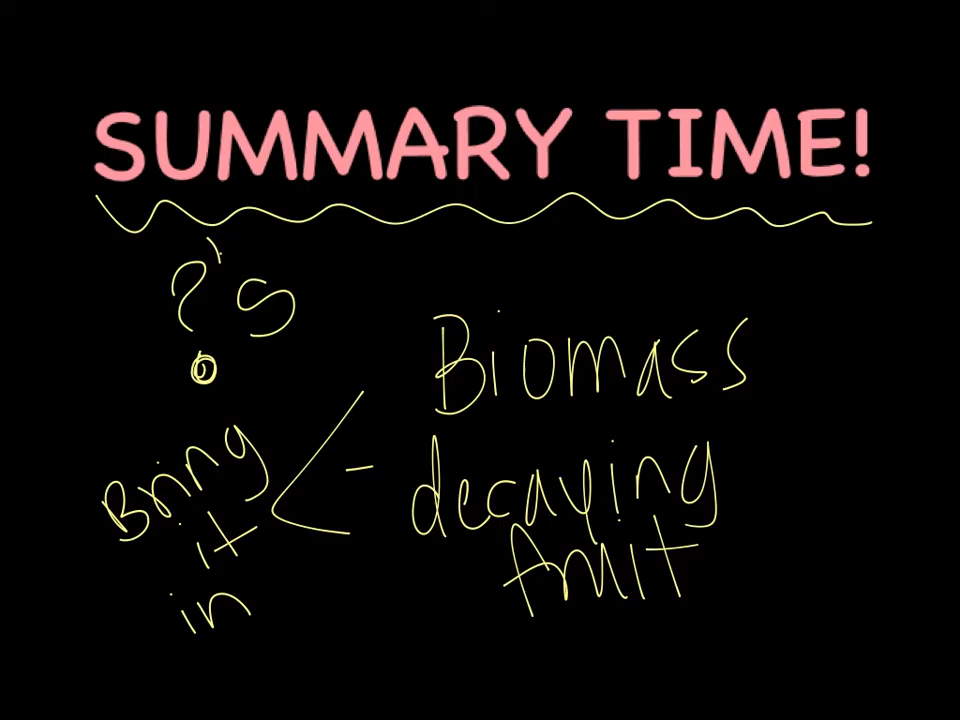 SUMMARY TIME!
?'s
Biomass
Bring
it
in
- decaying
fruit